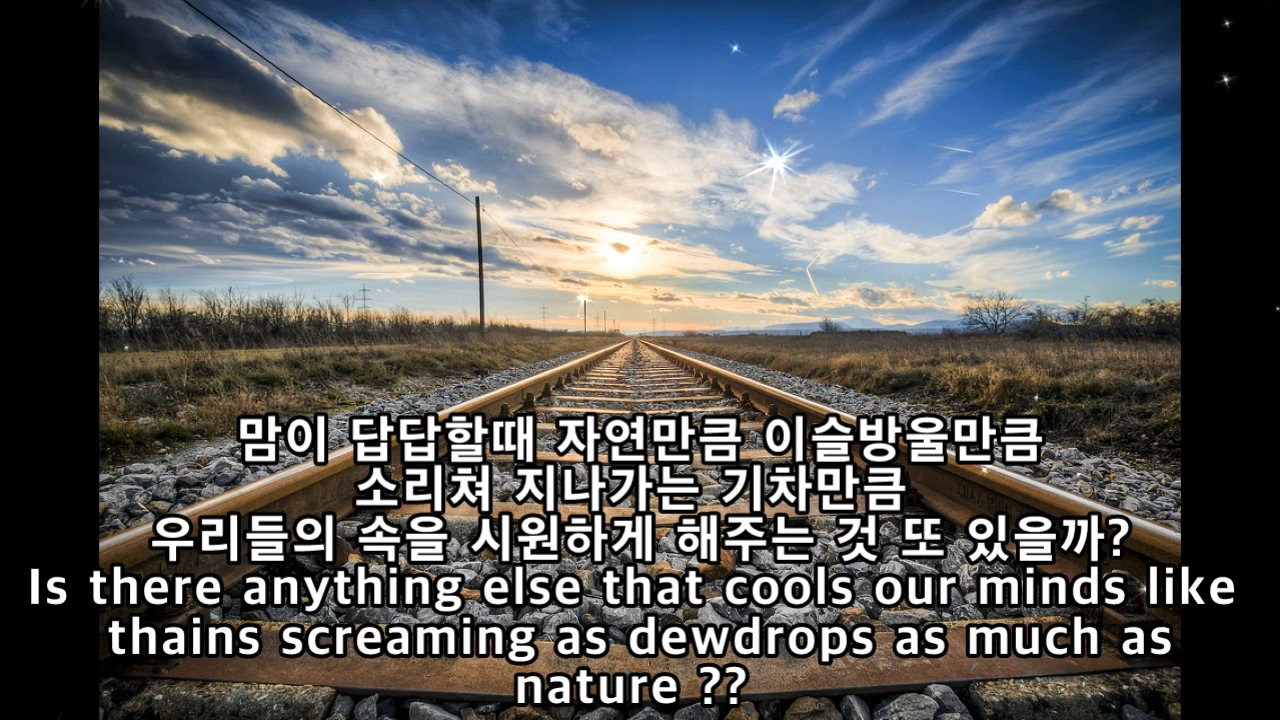 맘이 답답할때 자연만큼 이슬방울만큼
소리쳐 지나가는 기차만큼
우리들의 속을 시원하게 해주는 것 또 있을까?
Is there anything else that cools our minds like
thains screaming as dewdrops as much as
nature ??